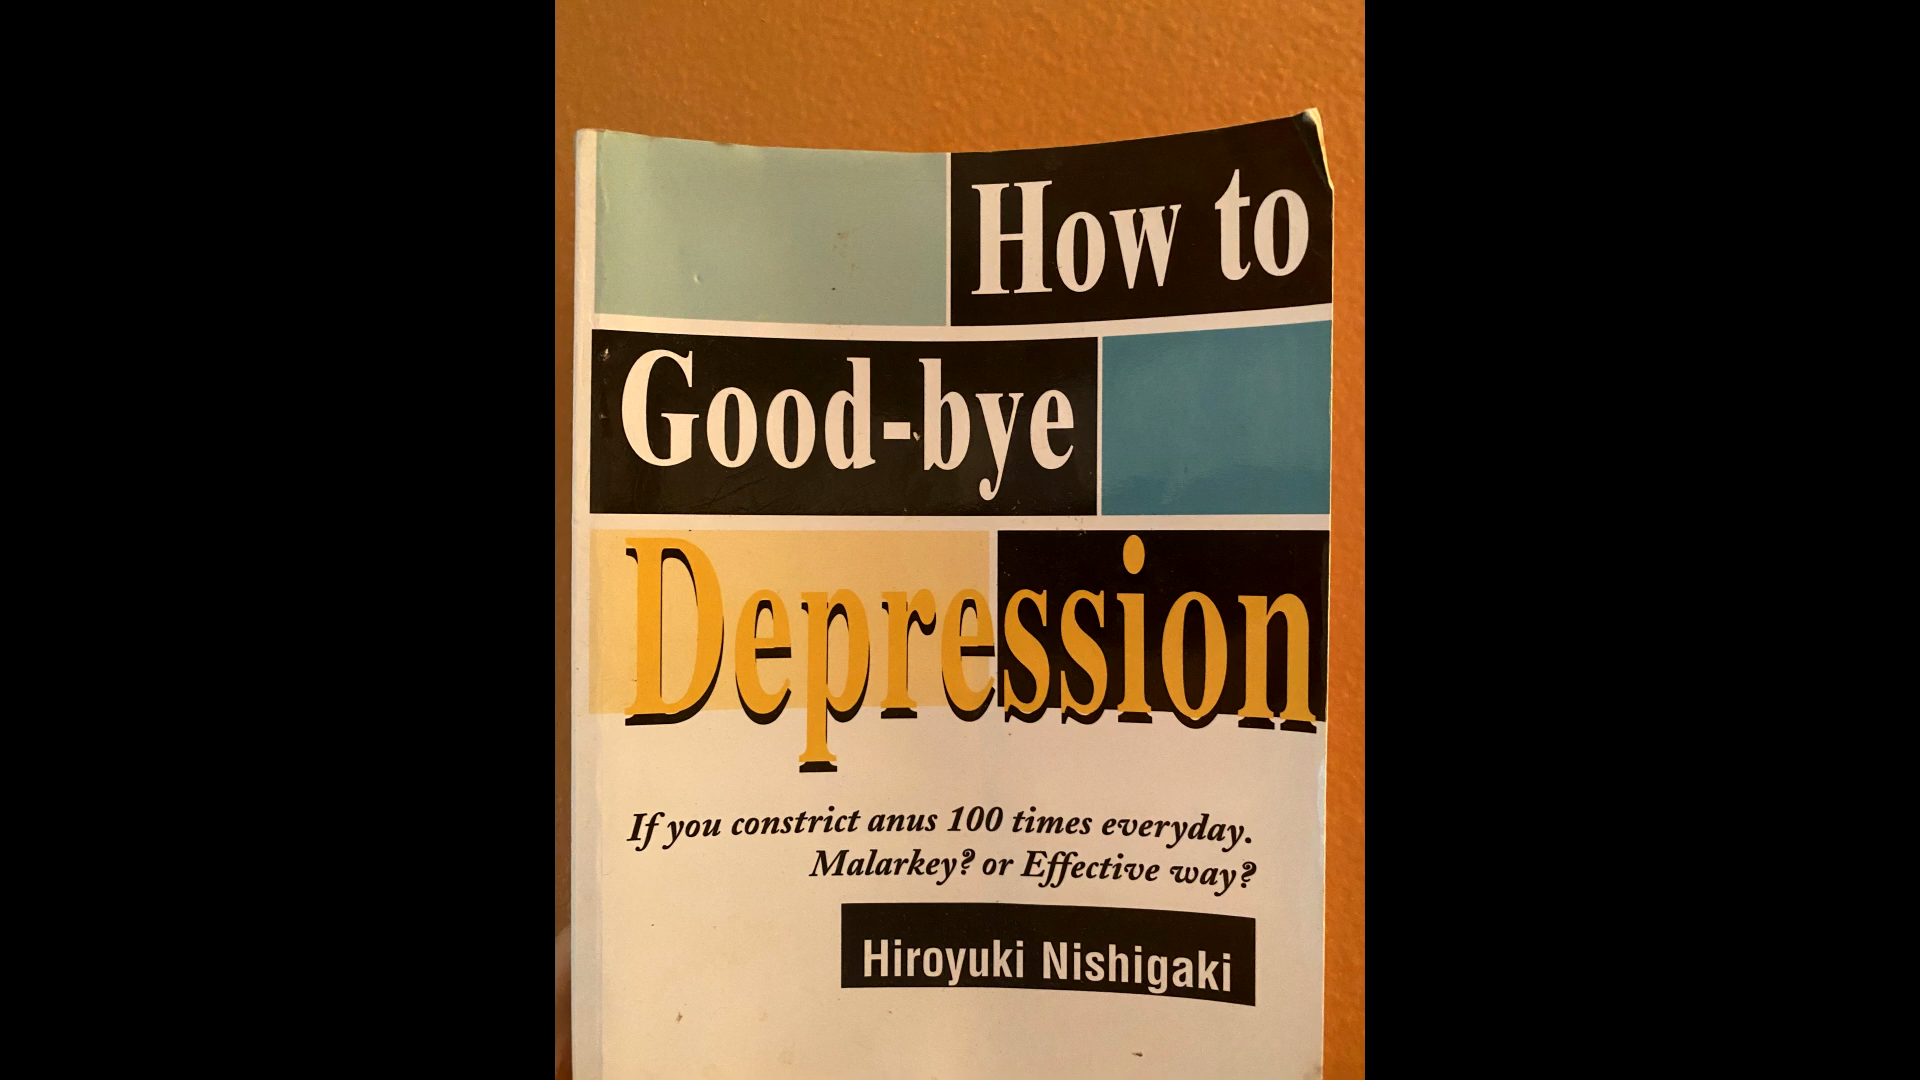 How to
Good-bye
Depression
If you constrict anus 100 times everyday.
Malarkey? or Effective way?
Hiroyuki Nishigaki